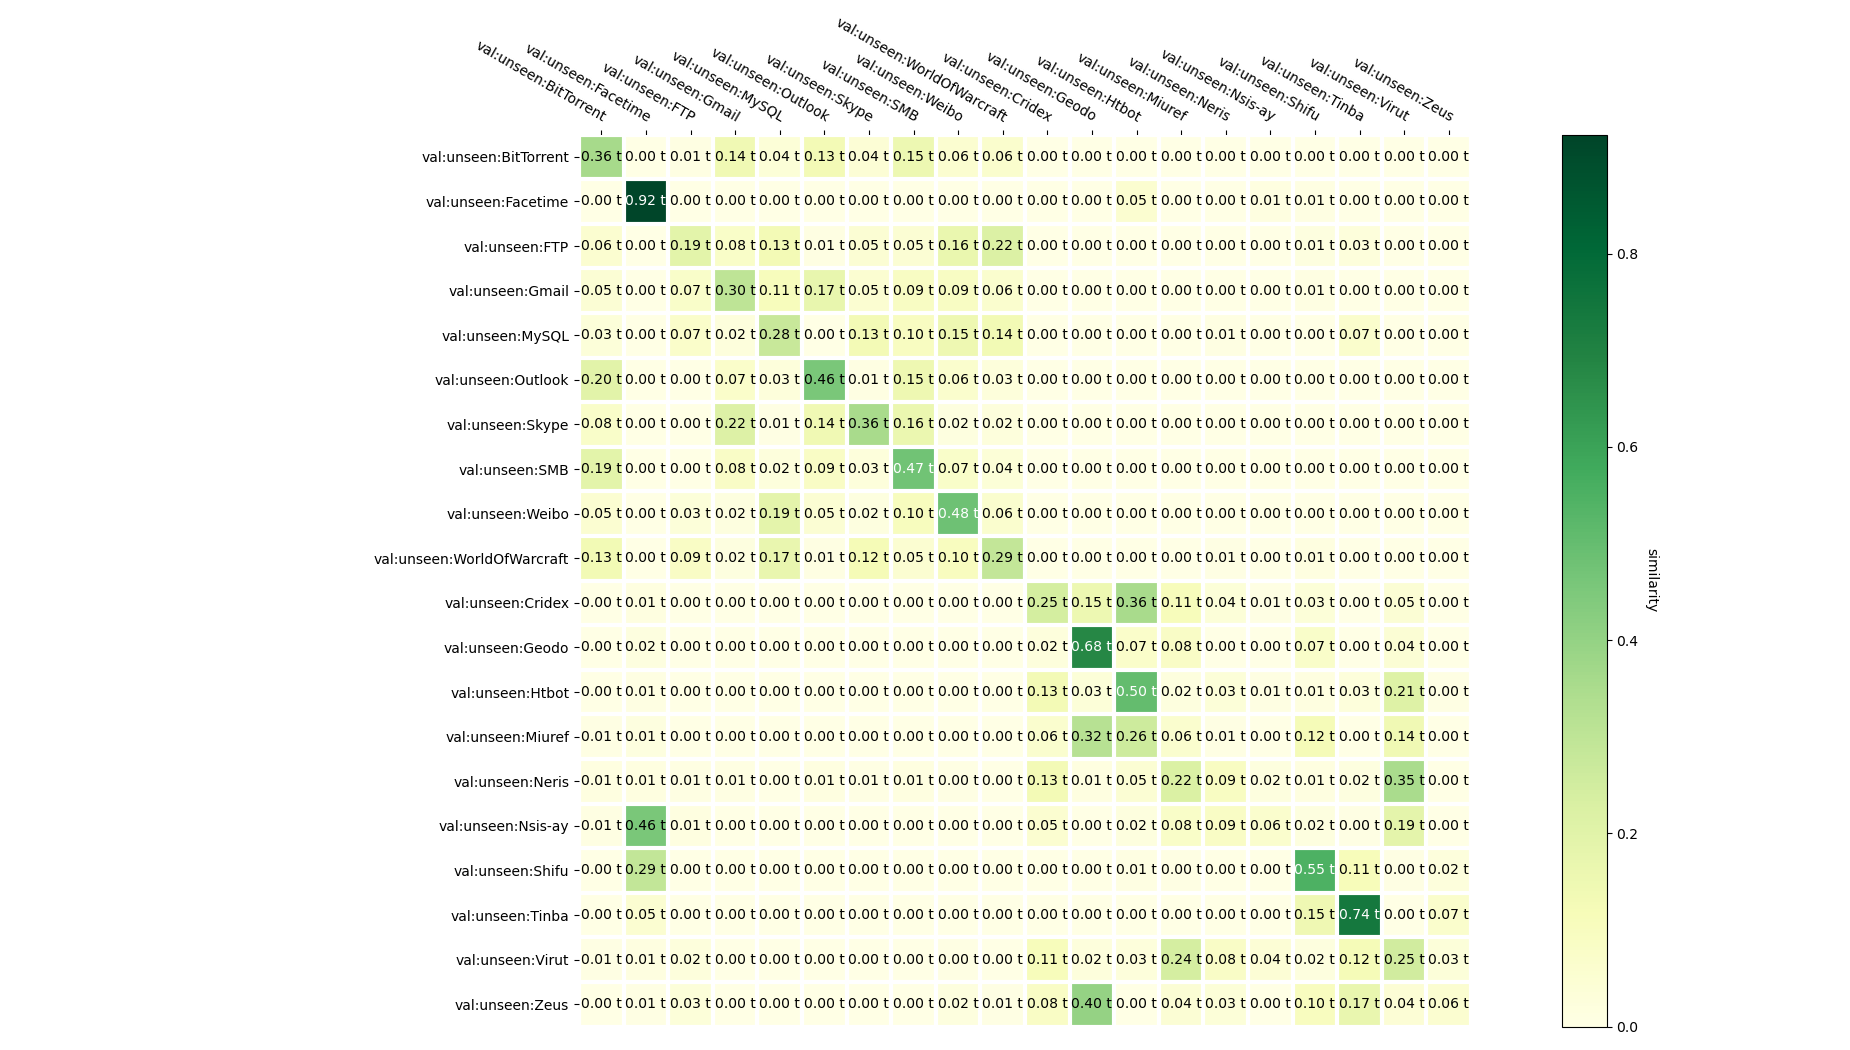 val:unseen:BitTorrent
val:unseen:Facetime
val:unseen:FTP
val:unseen:Gmail
val:unseen:MySQL
val:unseen:Outlook
val:unseen:Skype
val:unseen:SMB
val:unseen:Weibo
val:unseen:WorldOfWarcraft
val:unseen:Cridex
val:unseen:Geodo
val:unseen:Htbot
val:unseen:Miuref
val:unseen:Neris
val:unseen:Nsis-ay
val:unseen:Shifu
val:unseen:Tinba
val:unseen:Virut
val:unseen:Zeus
val:unseen:BitTorrent 0.36 t 0.00 t 0.01 t 0.14 t 0.04 t 0.13 t 0.04 t 0.15 t 0.06 t 0.06 t 0.00 t 0.00 t 0.00 t 0.00 t 0.00 t 0.00 t 0.00 t 0.00 t 0.00 t 0.00 t
val:unseen:Facetime 0.00 t 0.92 t 0.00 t 0.00 t 0.00 t 0.00 t 0.00 t 0.00 t 0.00 t 0.00 t 0.00 t 0.00 t 0.05 t 0.00 t 0.00 t 0.01 t 0.01 t 0.00 t 0.00 t 0.00 t
val:unseen:FTP 0.06 t 0.00 t 0.19 t 0.08 t 0.13 t 0.01 t 0.05 t 0.05 t 0.16 t 0.22 t 0.00 t 0.00 t 0.00 t 0.00 t 0.00 t 0.00 t 0.01 t 0.03 t 0.00 t 0.00 t
val:unseen:Gmail 0.05 t 0.00 t 0.07 t 0.30 t 0.11 t 0.17 t 0.05 t 0.09 t 0.09 t 0.06 t 0.00 t 0.00 t 0.00 t 0.00 t 0.00 t 0.00 t 0.01 t 0.00 t 0.00 t 0.00 t
val:unseen:MySQL 0.03 t 0.00 t 0.07 t 0.02 t 0.28 t 0.00 t 0.13 t 0.10 t 0.15 t 0.14 t 0.00 t 0.00 t 0.00 t 0.00 t 0.01 t 0.00 t 0.00 t 0.07 t 0.00 t 0.00 t
val:unseen:Outlook 0.20 t 0.00 t 0.00 t 0.07 t 0.03 t 0.46 t 0.01 t 0.15 t 0.06 t 0.03 t 0.00 t 0.00 t 0.00 t 0.00 t 0.00 t 0.00 t 0.00 t 0.00 t 0.00 t 0.00 t
val:unseen:Skype 0.08 t 0.00 t 0.00 t 0.22 t 0.01 t 0.14 t 0.36 t 0.16 t 0.02 t 0.02 t 0.00 t 0.00 t 0.00 t 0.00 t 0.00 t 0.00 t 0.00 t 0.00 t 0.00 t 0.00 t
val:unseen:SMB 0.19 t 0.00 t 0.00 t 0.08 t 0.02 t 0.09 t 0.03 t 0.47 t 0.07 t 0.04 t 0.00 t 0.00 t 0.00 t 0.00 t 0.00 t 0.00 t 0.00 t 0.00 t 0.00 t 0.00 t
val:unseen:Weibo 0.05 t 0.00 t 0.03 t 0.02 t 0.19 t 0.05 t 0.02 t 0.10 t 0.48 t 0.06 t 0.00 t 0.00 t 0.00 t 0.00 t 0.00 t 0.00 t 0.00 t 0.00 t 0.00 t 0.00 t
val:unseen:WorldOfWarcraft 0.13 t 0.00 t 0.09 t 0.02 t 0.17 t 0.01 t 0.12 t 0.05 t 0.10 t 0.29 t 0.00 t 0.00 t 0.00 t 0.00 t 0.01 t 0.00 t 0.01 t 0.00 t 0.00 t 0.00 t
val:unseen:Cridex 0.00 t 0.01 t 0.00 t 0.00 t 0.00 t 0.00 t 0.00 t 0.00 t 0.00 t 0.00 t 0.25 t 0.15 t 0.36 t 0.11 t 0.04 t 0.01 t 0.03 t 0.00 t 0.05 t 0.00 t
val:unseen:Geodo 0.00 t 0.02 t 0.00 t 0.00 t 0.00 t 0.00 t 0.00 t 0.00 t 0.00 t 0.00 t 0.02 t 0.68 t 0.07 t 0.08 t 0.00 t 0.00 t 0.07 t 0.00 t 0.04 t 0.00 t
val:unseen:Htbot 0.00 t 0.01 t 0.00 t 0.00 t 0.00 t 0.00 t 0.00 t 0.00 t 0.00 t 0.00 t 0.13 t 0.03 t 0.50 t 0.02 t 0.03 t 0.01 t 0.01 t 0.03 t 0.21 t 0.00 t
val:unseen:Miuref 0.01 t 0.01 t 0.00 t 0.00 t 0.00 t 0.00 t 0.00 t 0.00 t 0.00 t 0.00 t 0.06 t 0.32 t 0.26 t 0.06 t 0.01 t 0.00 t 0.12 t 0.00 t 0.14 t 0.00 t
val:unseen:Neris 0.01 t 0.01 t 0.01 t 0.01 t 0.00 t 0.01 t 0.01 t 0.01 t 0.00 t 0.00 t 0.13 t 0.01 t 0.05 t 0.22 t 0.09 t 0.02 t 0.01 t 0.02 t 0.35 t 0.00 t
val:unseen:Nsis-ay 0.01 t 0.46 t 0.01 t 0.00 t 0.00 t 0.00 t 0.00 t 0.00 t 0.00 t 0.00 t 0.05 t 0.00 t 0.02 t 0.08 t 0.09 t 0.06 t 0.02 t 0.00 t 0.19 t 0.00 t
val:unseen:Shifu 0.00 t 0.29 t 0.00 t 0.00 t 0.00 t 0.00 t 0.00 t 0.00 t 0.00 t 0.00 t 0.00 t 0.00 t 0.01 t 0.00 t 0.00 t 0.00 t 0.55 t 0.11 t 0.00 t 0.02 t
val:unseen:Tinba 0.00 t 0.05 t 0.00 t 0.00 t 0.00 t 0.00 t 0.00 t 0.00 t 0.00 t 0.00 t 0.00 t 0.00 t 0.00 t 0.00 t 0.00 t 0.00 t 0.15 t 0.74 t 0.00 t 0.07 t
val:unseen:Virut 0.01 t 0.01 t 0.02 t 0.00 t 0.00 t 0.00 t 0.00 t 0.00 t 0.00 t 0.00 t 0.11 t 0.02 t 0.03 t 0.24 t 0.08 t 0.04 t 0.02 t 0.12 t 0.25 t 0.03 t
val:unseen:Zeus 0.00 t 0.01 t 0.03 t 0.00 t 0.00 t 0.00 t 0.00 t 0.00 t 0.02 t 0.01 t 0.08 t 0.40 t 0.00 t 0.04 t 0.03 t 0.00 t 0.10 t 0.17 t 0.04 t 0.06 t
0.8
0.6
0.4
0.2
0.0
similarity